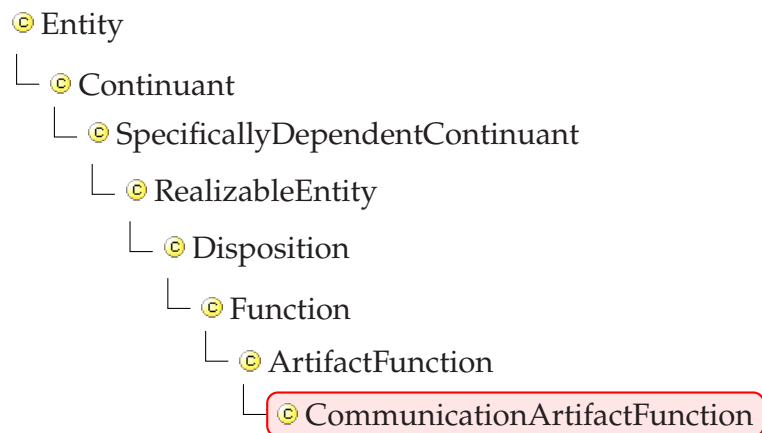 Entity
Continuant
SpecificallyDependentContinuant
RealizableEntity
Disposition
Function
ArtifactFunction
CommunicationArtifactFunction